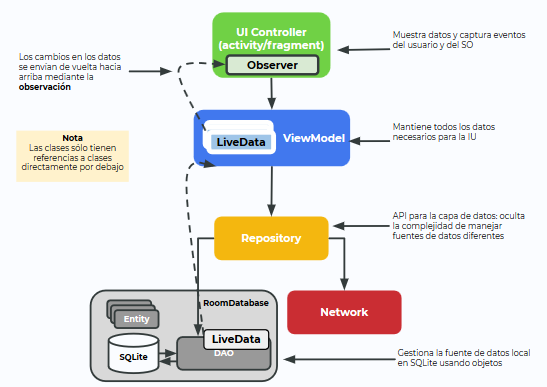 UI Controller
(activity/fragment)
Observer
Muestra datos y captura eventos
del usuario y del SO
Los cambios en los datos
se envían de vuelta hacia
arriba mediante la
observación
LiveData
ViewModel
Mantiene todos los datos
necesarios para la IU
Nota
Las clases sólo tienen
referencias a clases
directamente por debajo
Repository
API para la capa de datos: oculta
la complejidad de manejar
fuentes de datos diferentes
RoomDatabase
Entity
Network
LiveData
DAO
SQLite
Gestiona la fuente de datos local
en SQLite usando objetos